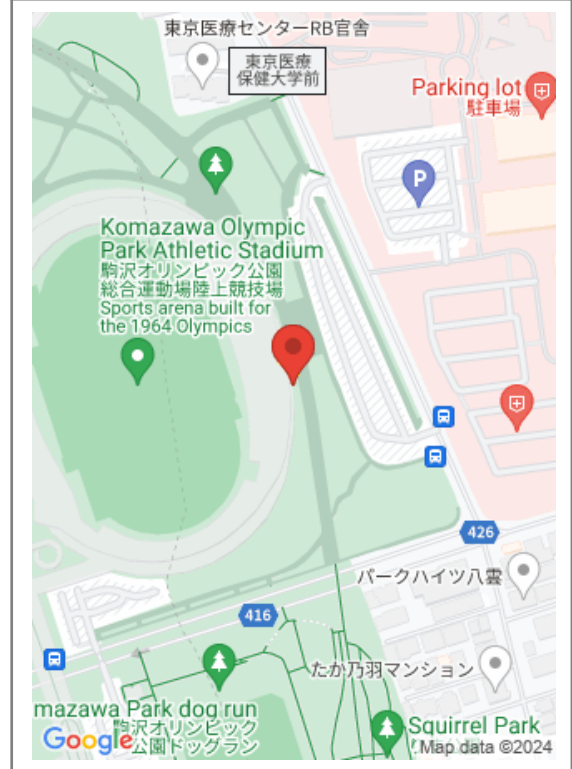 東京医療センターRB官舎
東京医療
保健大学前
Parking lot
駐車場
P
Komazawa Olympic
Park Athletic Stadium
駒沢オリンピック公園
総合運動場陸上競技場
Sports arena built for
the 1964 Olympics
426
パークハイツ八雲
416
たか乃羽マンション
mazawa Park dog run
駒沢オリンピック
公園ドッグラン
Squirrel Park
Google
Map data ©2024